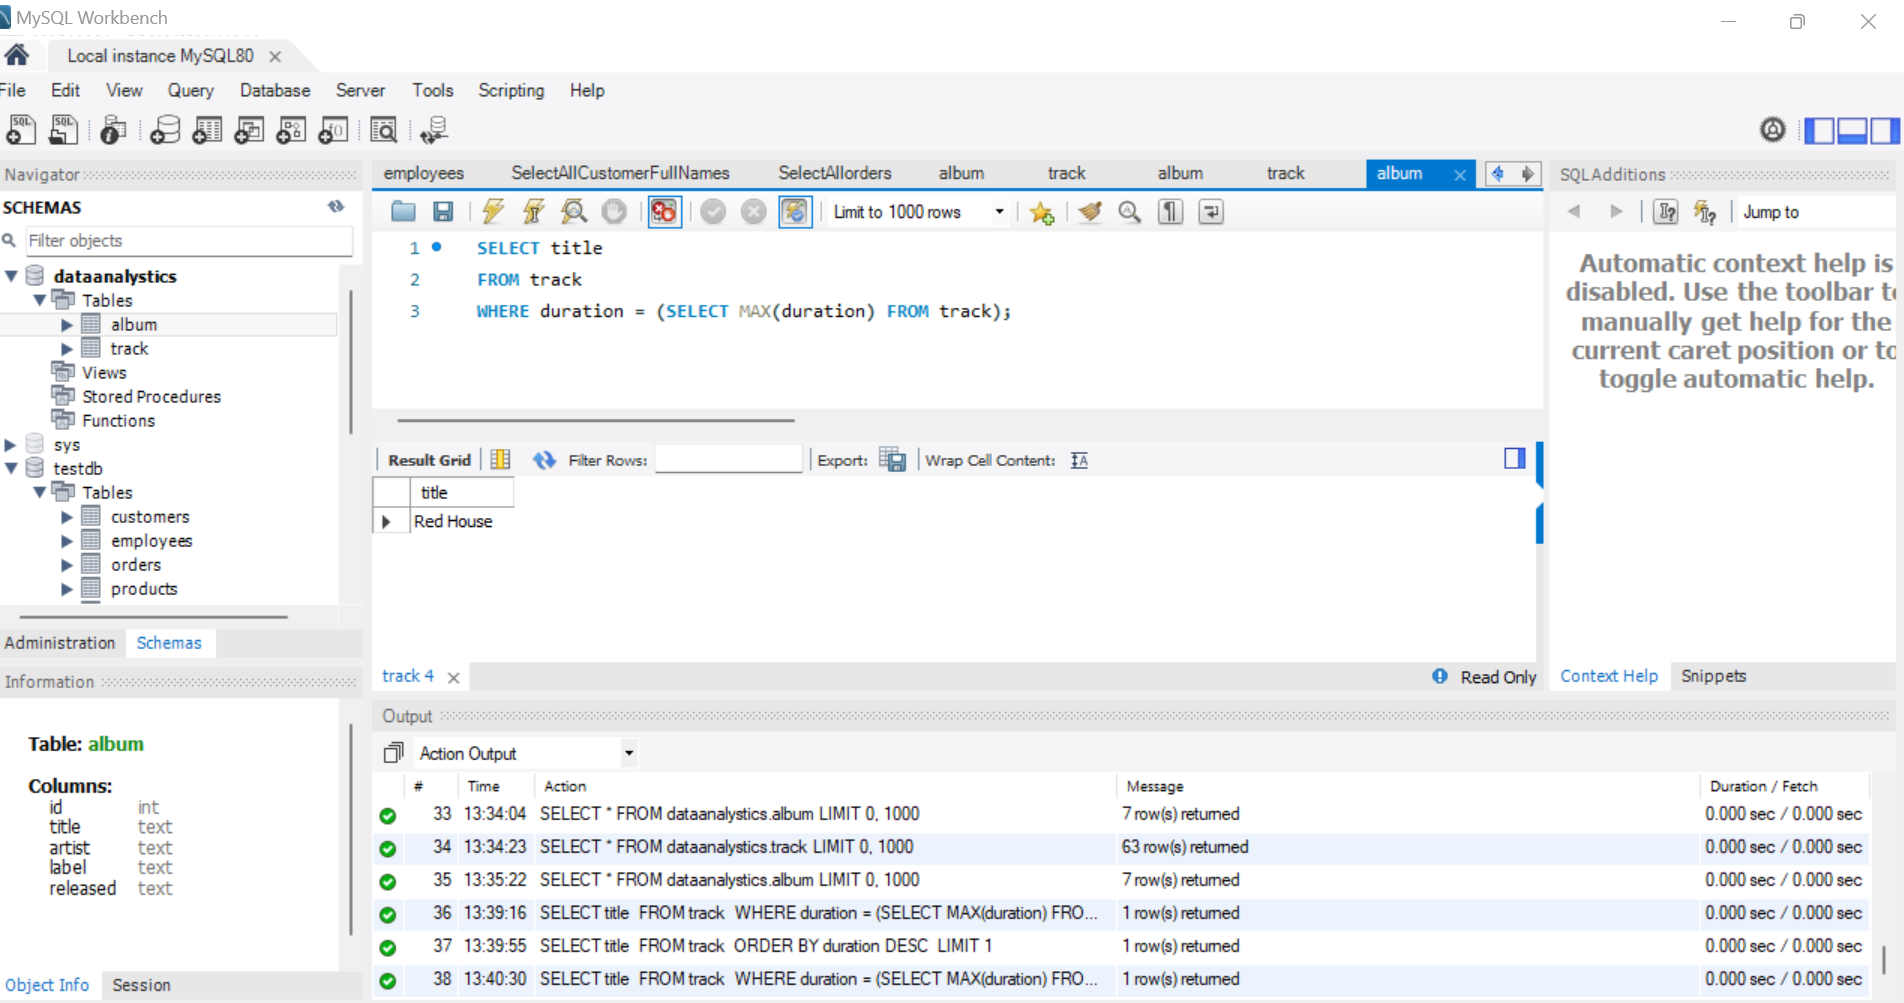 MySQL Workbench
Local instance MySQL80
File Edit View Query Database Server Tools Scripting Help
Navigator
SCHEMAS
Filter objects
dataanalystics
Tables
album
track
Views
Stored Procedures
Functions
sys
testdb
Tables
customers
employees
orders
products
Administration Schemas
Information
Table: album
Columns:
id int
title text
artist text
label text
released text
Object Info Session
employees SelectAllCustomerFullNames SelectAllorders album track album track album
Limit to 1000 rows
1 SELECT title
2 FROM track
3 WHERE duration = (SELECT MAX(duration) FROM track);
Result Grid Filter Rows: Export: Wrap Cell Content:
title
Red House
track 4 Read Only
SQLAdditions
Jump to
Automatic context help is
disabled. Use the toolbar to
manually get help for the
current caret position or to
toggle automatic help.
Context Help Snippets
Output
Action Output
# Time Action Message Duration / Fetch
33 13:34:04 SELECT * FROM dataanalystics.album LIMIT 0, 1000 7 row(s) returned 0.000 sec / 0.000 sec
34 13:34:23 SELECT * FROM dataanalystics.track LIMIT 0, 1000 63 row(s) returned 0.000 sec / 0.000 sec
35 13:35:22 SELECT * FROM dataanalystics.album LIMIT 0, 1000 7 row(s) returned 0.000 sec / 0.000 sec
36 13:39:16 SELECT title FROM track WHERE duration = (SELECT MAX(duration) FRO... 1 row(s) returned 0.000 sec / 0.000 sec
37 13:39:55 SELECT title FROM track ORDER BY duration DESC LIMIT 1 1 row(s) returned 0.000 sec / 0.000 sec
38 13:40:30 SELECT title FROM track WHERE duration = (SELECT MAX(duration) FRO... 1 row(s) returned 0.000 sec / 0.000 sec